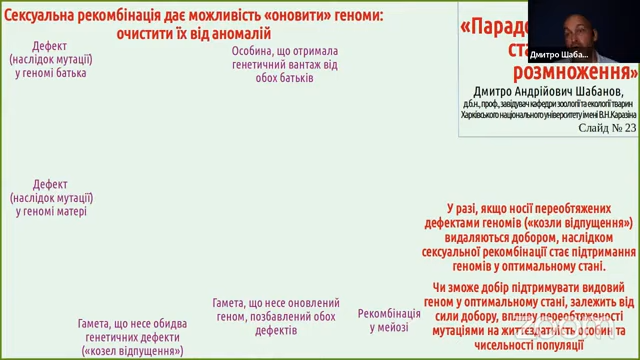 Сексуальна рекомбінація дає можливість «оновити» геноми:
очистити їх від аномалій
Дефект
(наслідок мутації)
у геномі батька
Особина, що отримала
генетичний вантаж від
обох батьків
Дмитро Шаба...
розмноження»
Дмитро Андрійович Шабанов,
д.б.н., проф., завідувач кафедри зоології та екології тварин
Харківського національного університету імені В.Н.Каразіна
Слайд № 23
Дефект
(наслідок мутації)
у геномі матері
У разі, якщо носії переобтяжених
дефектами геномів («козел відпущення»)
видаляються добором, наслідком
сексуальної рекомбінації стає підтримання
геномів у оптимальному стані.
Чи зможе добір підтримувати видовий
геном у оптимальному стані, залежить від
сили добору, впливу переобтяженості
мутаціями на життєздатність особин та
чисельності популяції
Гамета, що несе обидва
генетичних дефекти
(«козел відпущення»)
Гамета, що несе оновлений
геном, позбавлений обох
дефектів
Рекомбінація
у мейозі
zoom